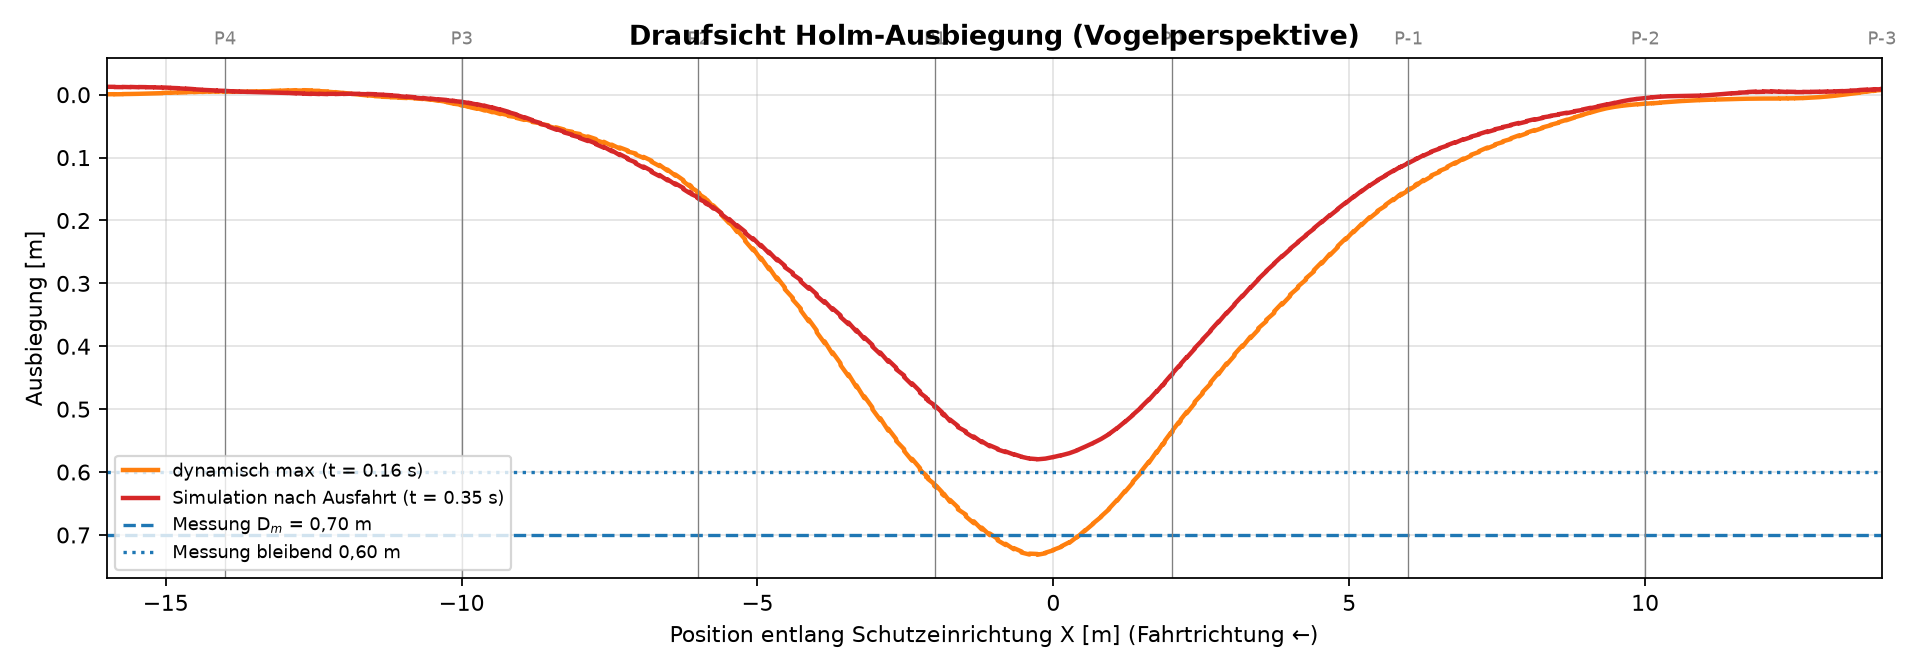 Draufsicht Holm-Ausbiegung (Vogelperspektive)
P4 P3 P-1 P-2 P-3
Ausbiegung [m]
0.0
0.1
0.2
0.3
0.4
0.5
0.6
0.7
dynamisch max (t = 0.16 s)
Simulation nach Ausfahrt (t = 0.35 s)
Messung Dm = 0,70 m
Messung bleibend 0,60 m
−15 −10 −5 0 5 10
Position entlang Schutzeinrichtung X [m] (Fahrtrichtung ←)